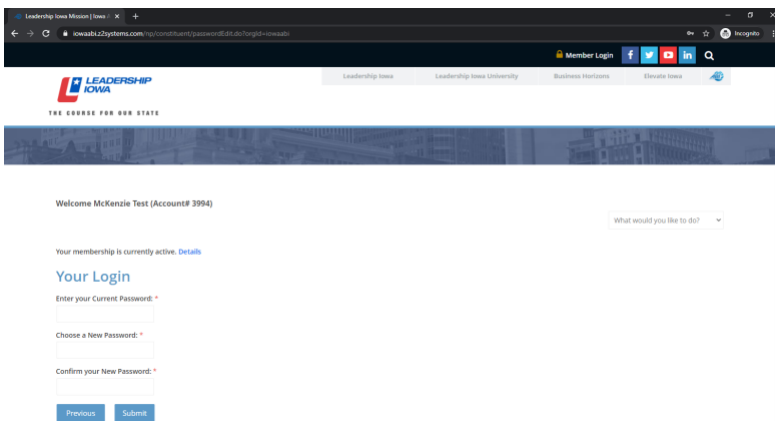 Leadership Iowa Mission | Iowa A
iowaabi.z2systems.com/np/constituent/passwordEdit.do?orgId=iowaabi
Incognito
Member Login
LEADERSHIP
IOWA
THE COURSE FOR OUR STATE
Leadership Iowa
Leadership Iowa University
Business Horizons
Elevate Iowa
Welcome McKenzie Test (Account# 3994)
What would you like to do?
Your membership is currently active. Details
Your Login
Enter your Current Password: *
Choose a New Password: *
Confirm your New Password: *
Previous
Submit